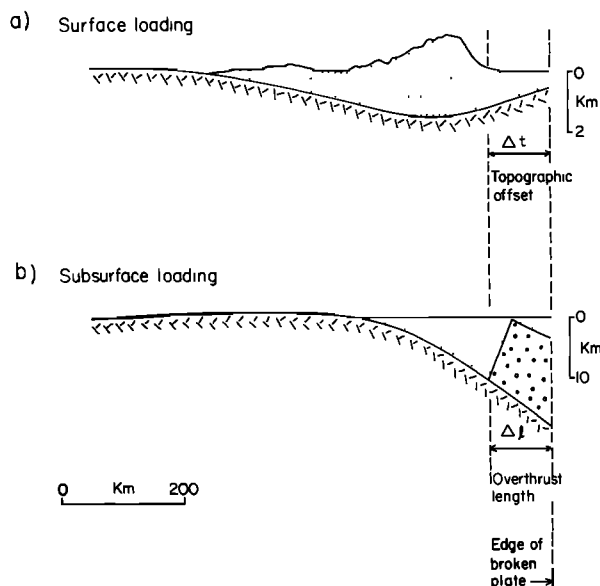 a) Surface loading
0
Km
2
Δt
Topographic
offset
b) Subsurface loading
0
Km
10
Δl
0 Km 200
Overthrust
length
Edge of
broken
plate